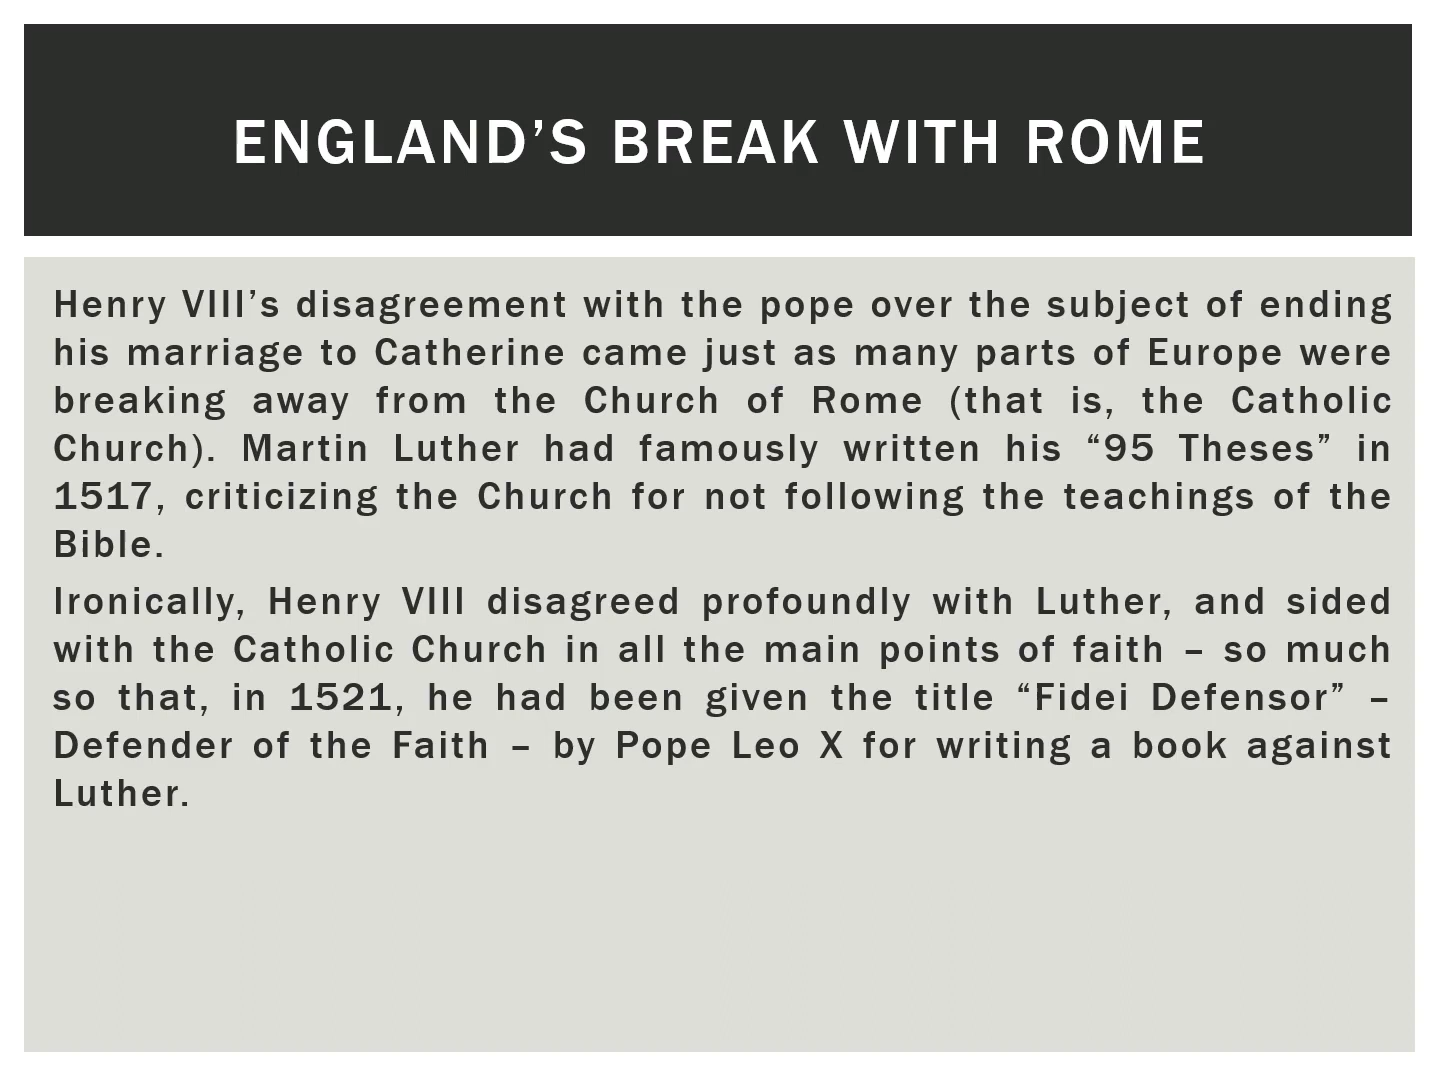 ENGLAND’S BREAK WITH ROME
Henry VIII’s disagreement with the pope over the subject of ending
his marriage to Catherine came just as many parts of Europe were
breaking away from the Church of Rome (that is, the Catholic
Church). Martin Luther had famously written his “95 Theses” in
1517, criticizing the Church for not following the teachings of the
Bible.
Ironically, Henry VIII disagreed profoundly with Luther, and sided
with the Catholic Church in all the main points of faith – so much
so that, in 1521, he had been given the title “Fidei Defensor” –
Defender of the Faith – by Pope Leo X for writing a book against
Luther.